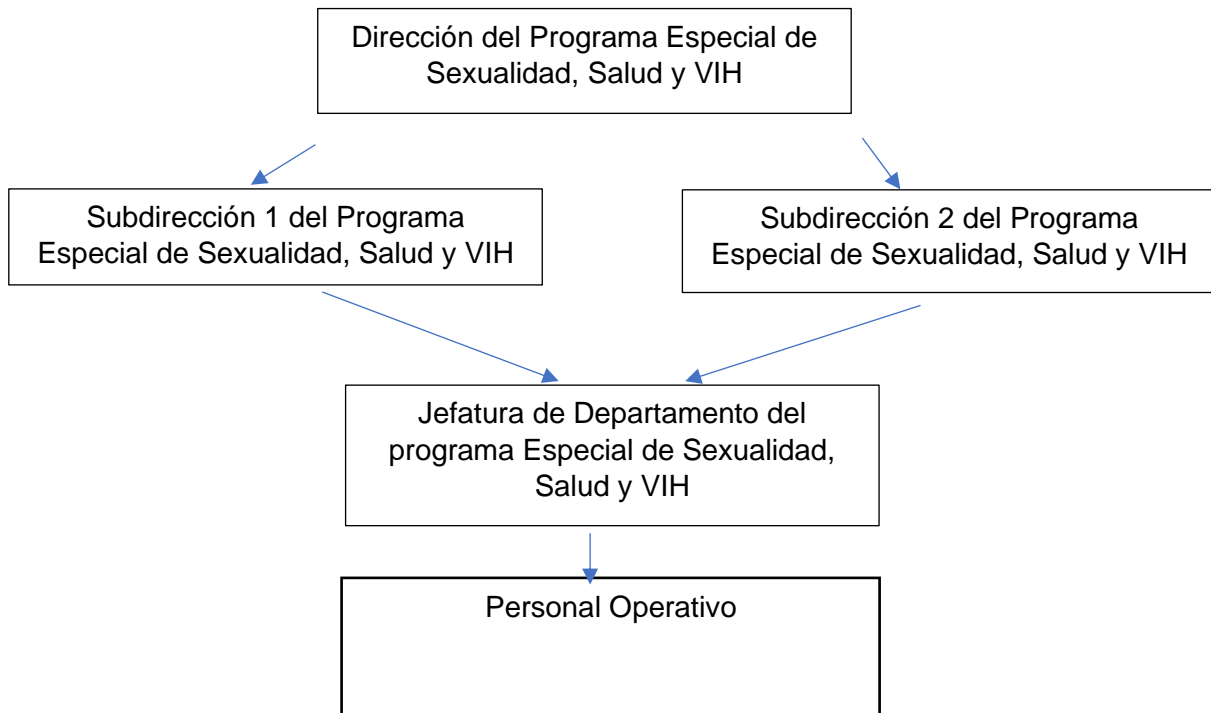 Dirección del Programa Especial de
Sexualidad, Salud y VIH
Subdirección 1 del Programa
Especial de Sexualidad, Salud y VIH
Subdirección 2 del Programa
Especial de Sexualidad, Salud y VIH
Jefatura de Departamento del
programa Especial de Sexualidad,
Salud y VIH
Personal Operativo